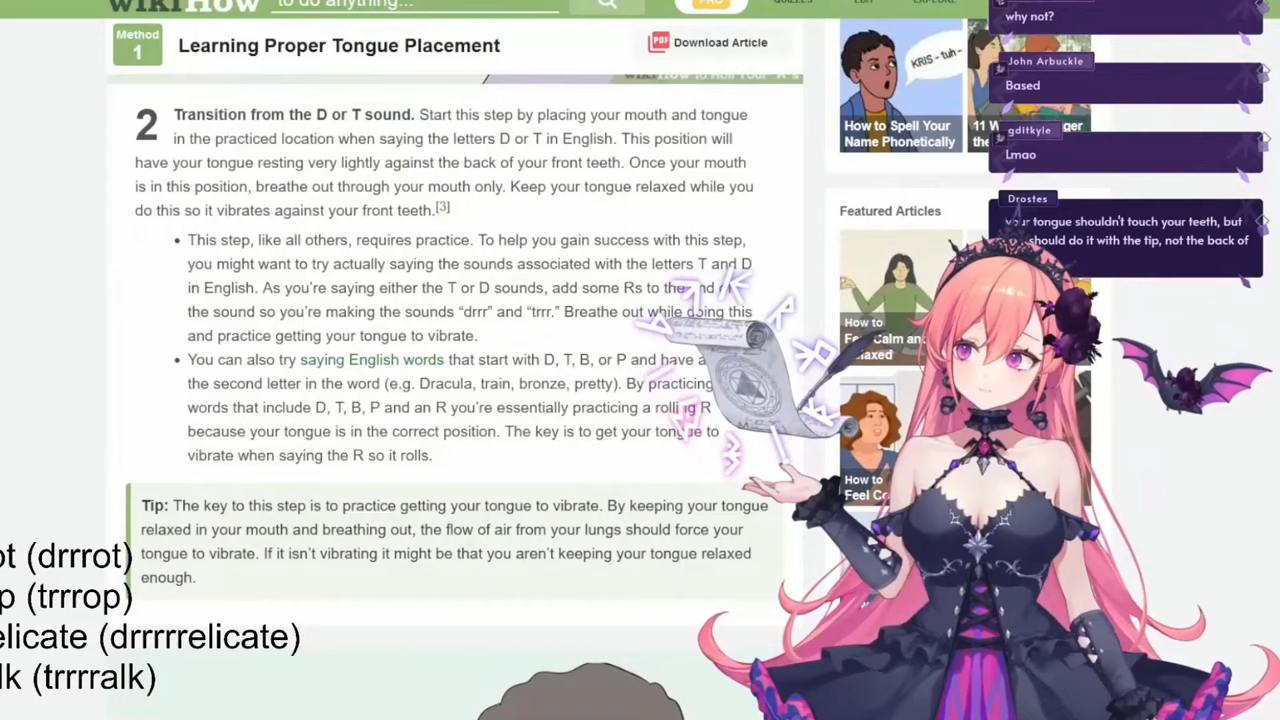 wikiHow
to do anything...
PRO
QUIZZES
EDIT
EXPLORE
Method
1
Learning Proper Tongue Placement
PDF
Download Article
2
Transition from the D or T sound. Start this step by placing your mouth and tongue
in the practiced location when saying the letters D or T in English. This position will
have your tongue resting very lightly against the back of your front teeth. Once your mouth
is in this position, breathe out through your mouth only. Keep your tongue relaxed while you
do this so it vibrates against your front teeth.[3]
• This step, like all others, requires practice. To help you gain success with this step,
you might want to try actually saying the sounds associated with the letters T and D
in English. As you're saying either the T or D sounds, add some Rs to the end of
the sound so you're making the sounds “drrr” and “trrr.” Breathe out while doing this
and practice getting your tongue to vibrate.
• You can also try saying English words that start with D, T, B, or P and have a
the second letter in the word (e.g. Dracula, train, bronze, pretty). By practicing
words that include D, T, B, P and an R you're essentially practicing a rolling R
because your tongue is in the correct position. The key is to get your tongue to
vibrate when saying the R so it rolls.
Tip: The key to this step is to practice getting your tongue to vibrate. By keeping your tongue
relaxed in your mouth and breathing out, the flow of air from your lungs should force your
tongue to vibrate. If it isn't vibrating it might be that you aren't keeping your tongue relaxed
enough.
ot (drrrot)
p (trrrop)
elicate (drrrrrelicate)
lk (trrrralk)
KRIS - tuh -
How to Spell Your
Name Phonetically
11 W
Featured Articles
How to
Feel Calm and
Relaxed
How to
why not?
John Arbuckle
Based
gditkyle
Lmao
Drostes
your tongue shouldn't touch your teeth, but
should do it with the tip, not the back of